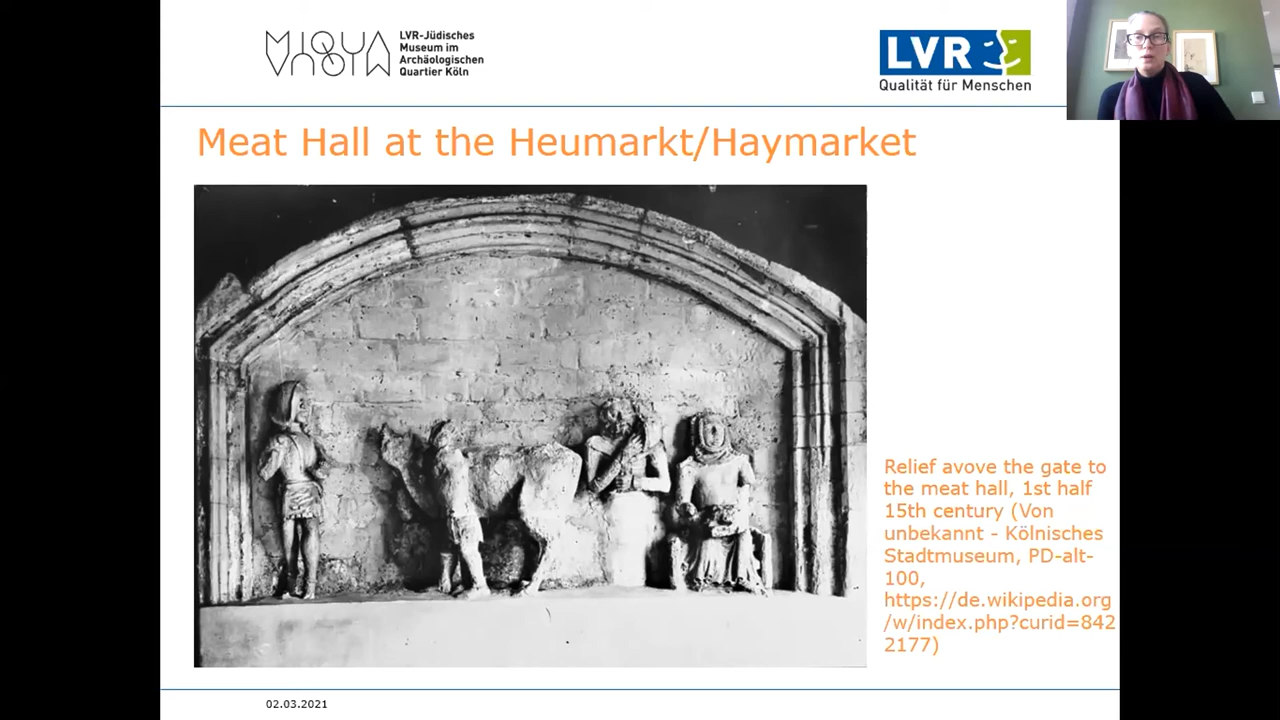 MIQUA
LVR-Jüdisches
Museum im
Archäologischen
Quartier Köln
LVR
Qualität für Menschen
Meat Hall at the Heumarkt/Haymarket
Relief avove the gate to
the meat hall, 1st half
15th century (Von
unbekannt - Kölnisches
Stadtmuseum, PD-alt-
100,
https://de.wikipedia.org
/w/index.php?curid=842
2177)
02.03.2021